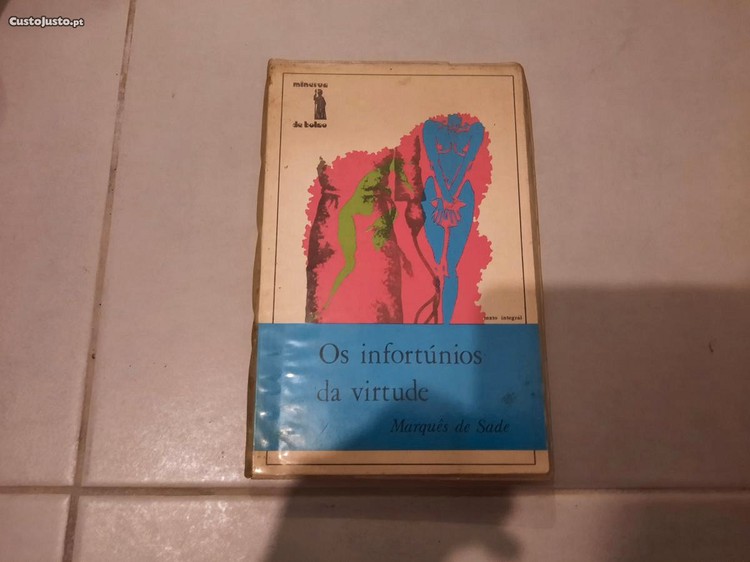 CustoJusto.pt
minerva
de bolso
texto integral
Os infortúnios
da virtude
Marquês de Sade